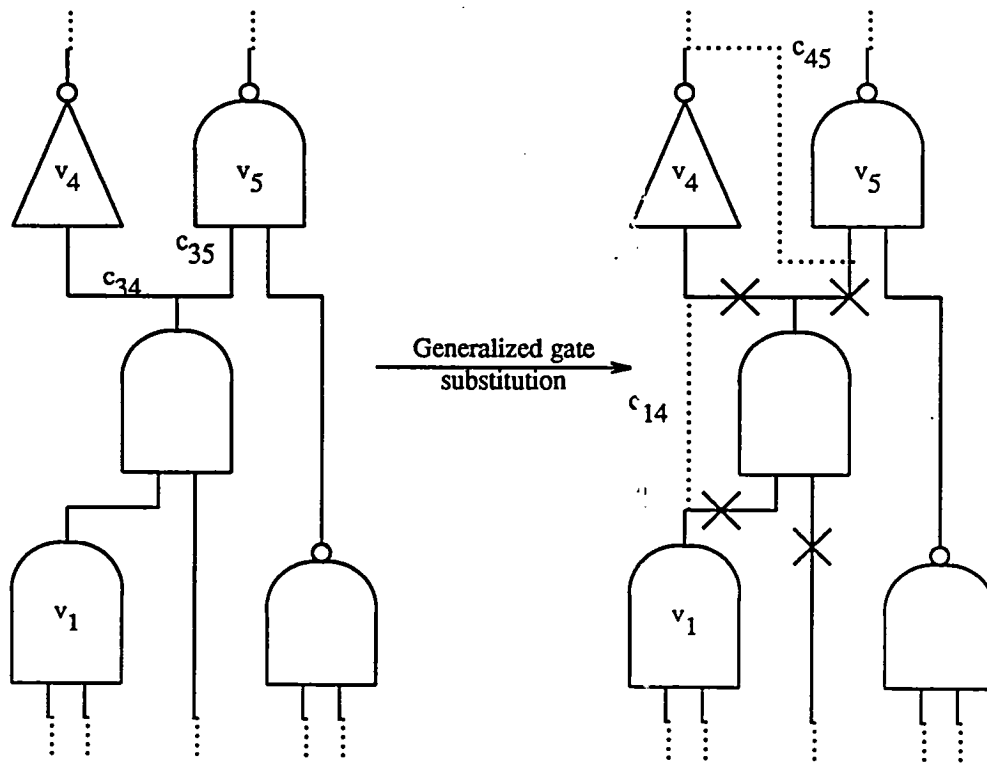 c45
v4
v5
v4
v5
c35
c34
Generalized gate
substitution
c14
v1
v1